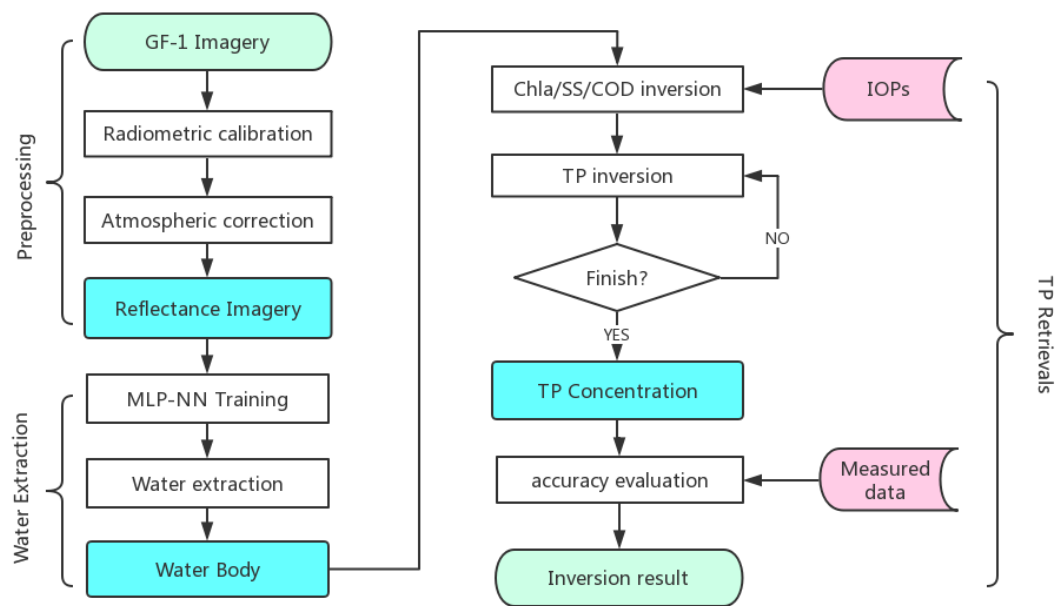 Preprocessing
GF-1 Imagery
Radiometric calibration
Atmospheric correction
Reflectance Imagery
Water Extraction
MLP-NN Training
Water extraction
Water Body
Chla/SS/COD inversion
IOPs
TP inversion
NO
Finish?
YES
TP Concentration
accuracy evaluation
Measured
data
Inversion result
TP Retrievals